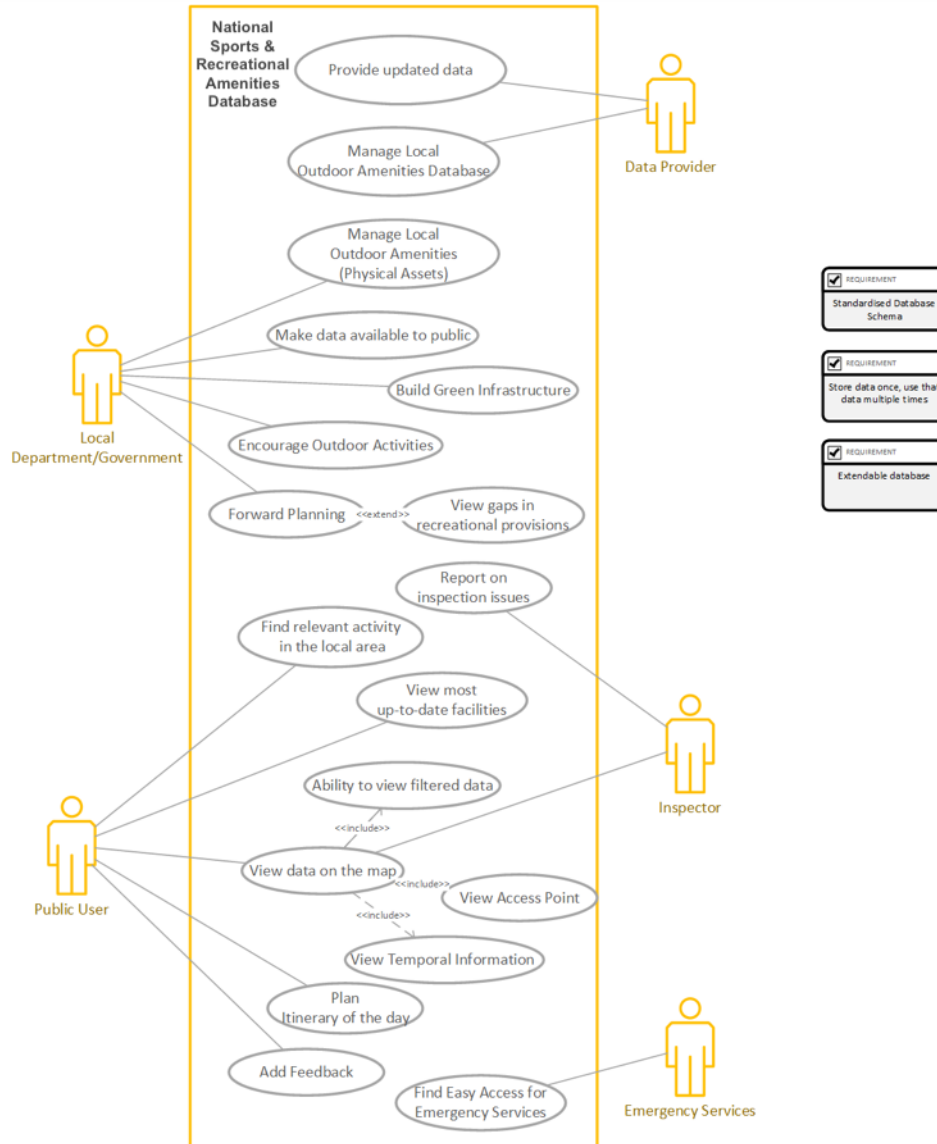 National
Sports &
Recreational
Amenities
Database
Provide updated data
Data Provider
Manage Local
Outdoor Amenities Database
Manage Local
Outdoor Amenities
(Physical Assets)
REQUIREMENT
Standardised Database
Schema
Make data available to public
REQUIREMENT
Store data once, use that
data multiple times
Build Green Infrastructure
Local
Department/Government
Encourage Outdoor Activities
REQUIREMENT
Extendable database
Forward Planning
<<extend>>
View gaps in
recreational provisions
Report on
inspection issues
Find relevant activity
in the local area
View most
up-to-date facilities
Ability to view filtered data
Inspector
<<include>>
View data on the map
<<include>>
View Access Point
Public User
<<include>>
View Temporal Information
Plan
Itinerary of the day
Add Feedback
Find Easy Access for
Emergency Services
Emergency Services